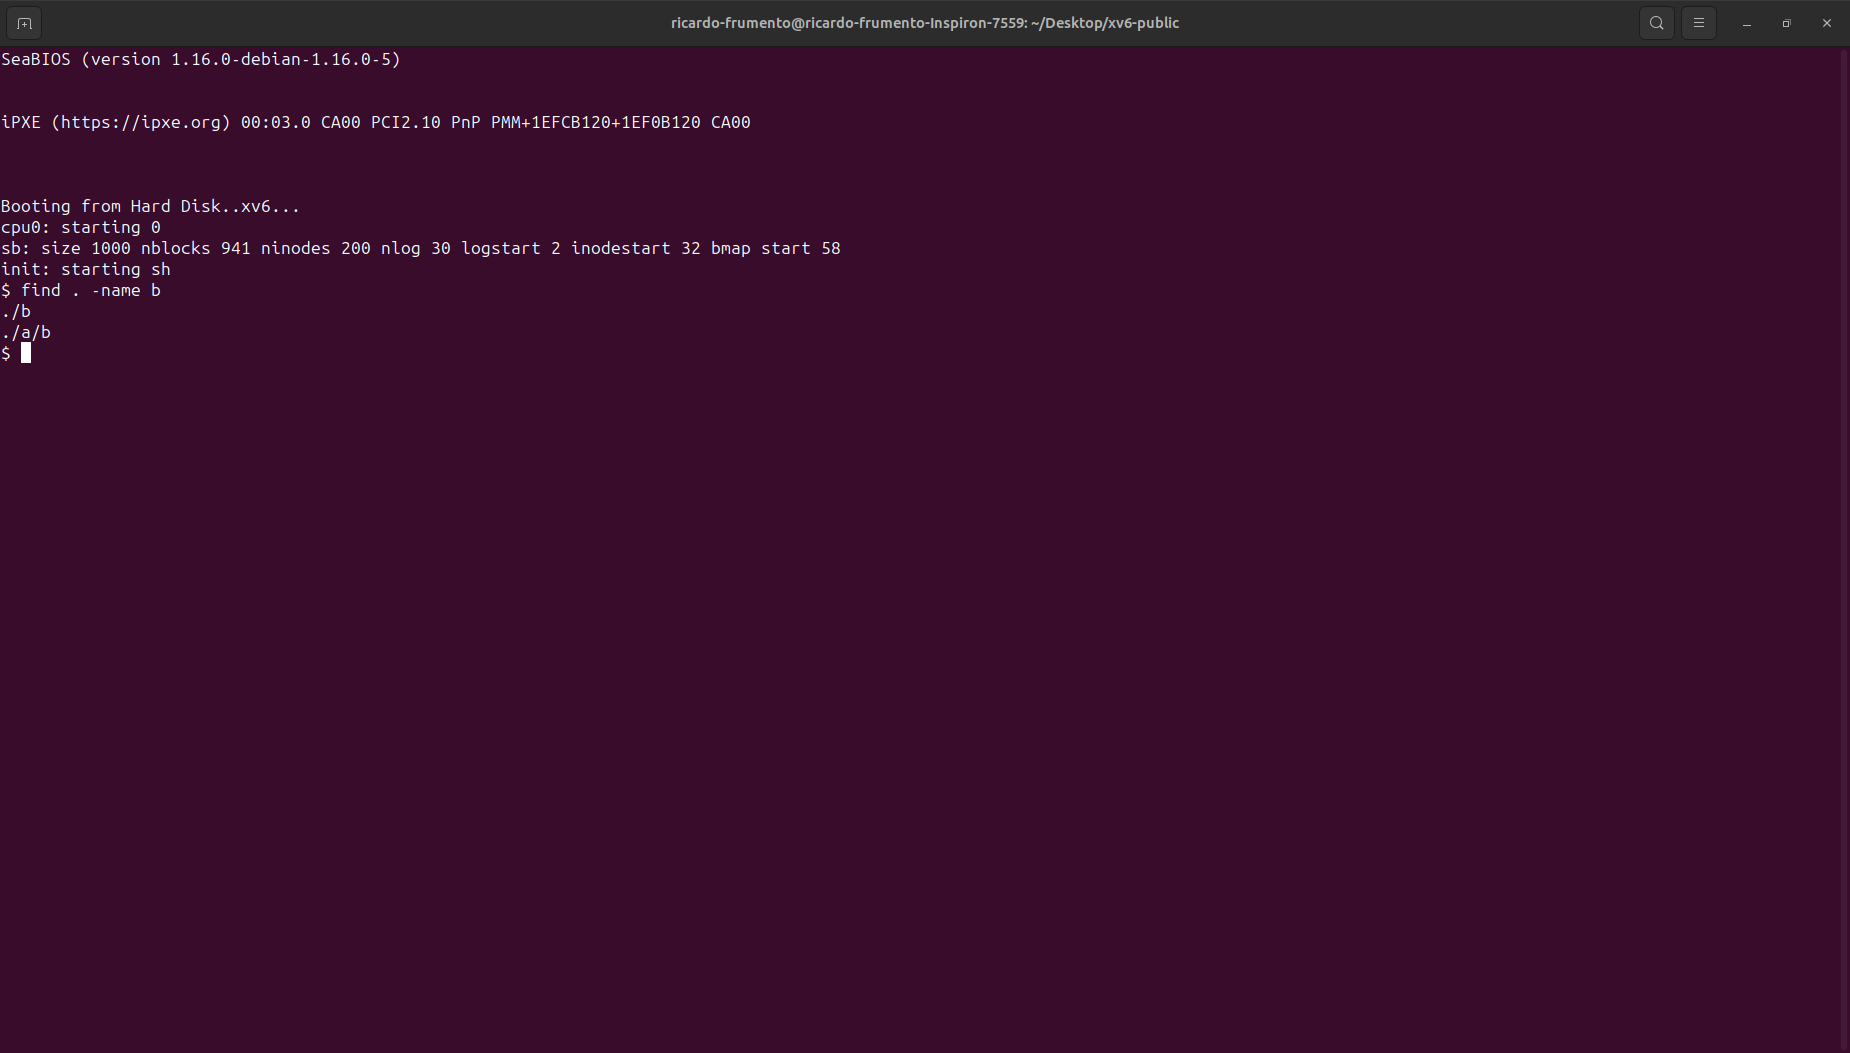 ricardo-frumento@ricardo-frumento-Inspiron-7559: ~/Desktop/xv6-public
SeaBIOS (version 1.16.0-debian-1.16.0-5)
iPXE (https://ipxe.org) 00:03.0 CA00 PCI2.10 PnP PMM+1EFCB120+1EF0B120 CA00
Booting from Hard Disk..xv6...
cpu0: starting 0
sb: size 1000 nblocks 941 ninodes 200 nlog 30 logstart 2 inodestart 32 bmap start 58
init: starting sh
$ find . -name b
./b
./a/b
$